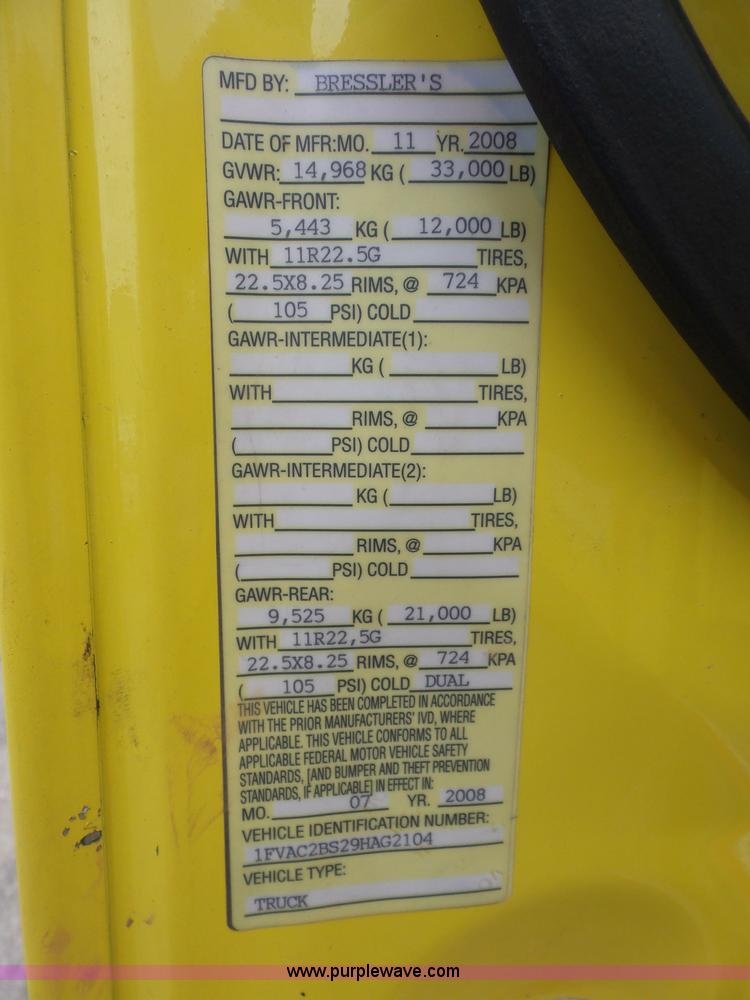 MFD BY: BRESSLER'S
DATE OF MFR:MO. 11 YR. 2008
GVWR: 14,968 KG ( 33,000 LB)
GAWR-FRONT:
5,443 KG ( 12,000 LB)
WITH 11R22.5G TIRES,
22.5X8.25 RIMS, @ 724 KPA
( 105 PSI) COLD
GAWR-INTERMEDIATE(1):
KG ( LB)
WITH TIRES,
RIMS, @ KPA
( PSI) COLD
GAWR-INTERMEDIATE(2):
KG ( LB)
WITH TIRES,
RIMS, @ KPA
( PSI) COLD
GAWR-REAR:
9,525 KG ( 21,000 LB)
WITH 11R22,5G TIRES,
22.5X8.25 RIMS, @ 724 KPA
( 105 PSI) COLD DUAL
THIS VEHICLE HAS BEEN COMPLETED IN ACCORDANCE
WITH THE PRIOR MANUFACTURERS' IVD, WHERE
APPLICABLE. THIS VEHICLE CONFORMS TO ALL
APPLICABLE FEDERAL MOTOR VEHICLE SAFETY
STANDARDS, [AND BUMPER AND THEFT PREVENTION
STANDARDS, IF APPLICABLE] IN EFFECT IN:
MO. 07 YR. 2008
VEHICLE IDENTIFICATION NUMBER:
1FVAC2BS29HAG2104
VEHICLE TYPE:
TRUCK
www.purplewave.com